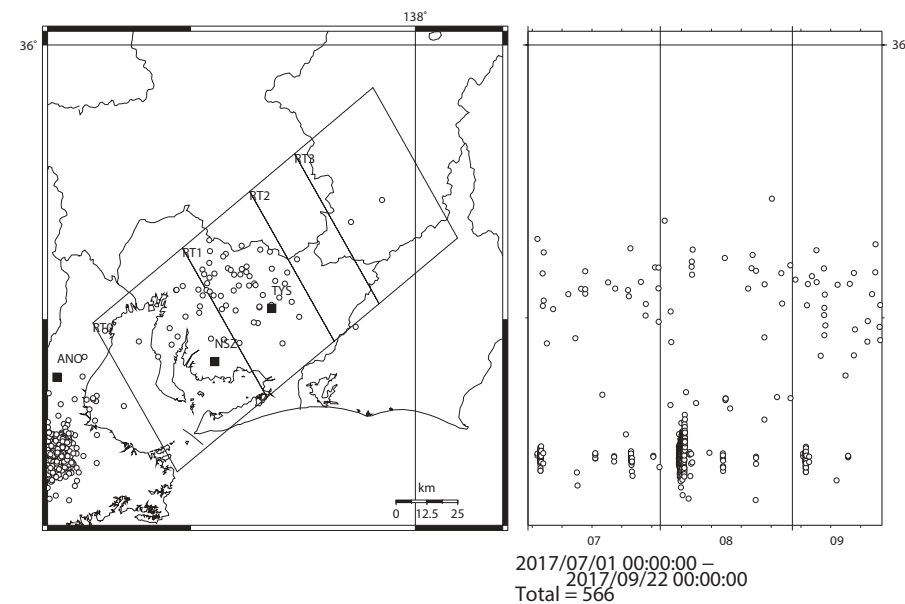 138°
36°
36
RT3
RT2
RT1
TYS
RT0
NSZ
ANO
km
0 12.5 25
07 08 09
2017/07/01 00:00:00 −
2017/09/22 00:00:00
Total = 566